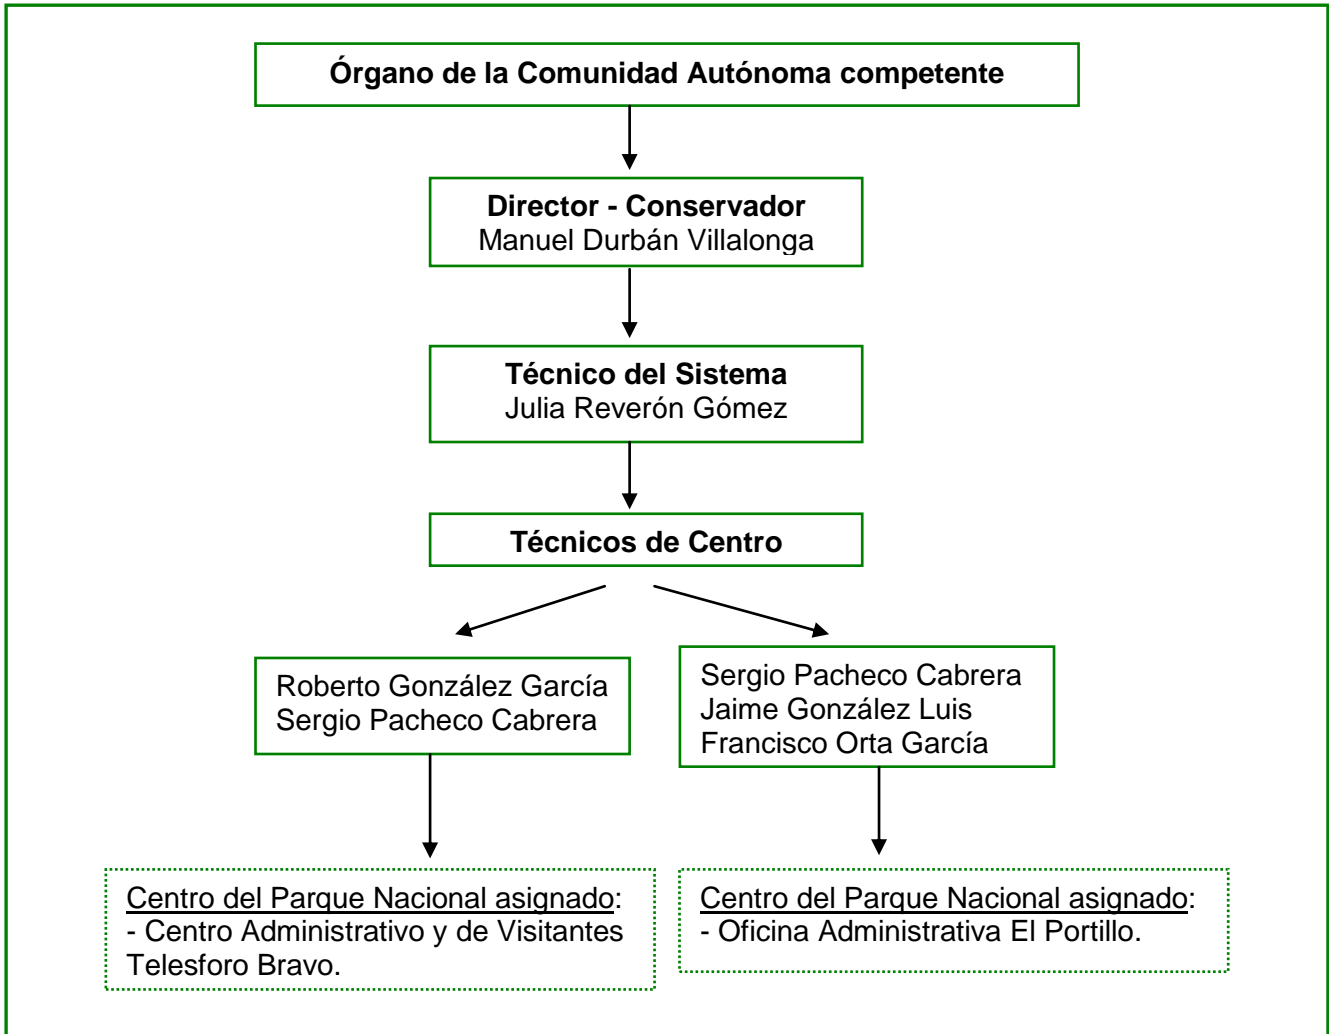 Órgano de la Comunidad Autónoma competente
Director - Conservador
Manuel Durbán Villalonga
Técnico del Sistema
Julia Reverón Gómez
Técnicos de Centro
Roberto González García
Sergio Pacheco Cabrera
Sergio Pacheco Cabrera
Jaime González Luis
Francisco Orta García
Centro del Parque Nacional asignado:
- Centro Administrativo y de Visitantes
Telesforo Bravo.
Centro del Parque Nacional asignado:
- Oficina Administrativa El Portillo.